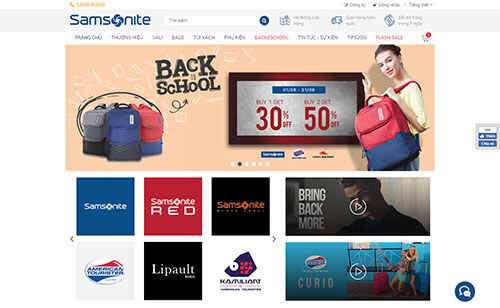 1800 6360
Đăng ký
Đăng Nhập
Tiếng Việt
Samsonite
Tìm kiếm
Hệ thống cửa hàng
Giao hàng toàn quốc
Đổi trả hàng trong 7 ngày
TRANG CHỦ THƯƠNG HIỆU VALI BALO TÚI XÁCH PHỤ KIỆN BACK2SCHOOL TIN TỨC - SỰ KIỆN TIPS2GO FLASH SALE
BACK
TO
SCHOOL
01/08 - 31/08
BUY 1 GET BUY 2 GET
30% OFF 50% OFF
Samsonite
Thích
Chia sẻ
Samsonite
Samsonite
RED
Samsonite
BLACK LABEL
BRING
BACK
MORE
AMERICAN
TOURISTER
Lipault
PARIS
KAMILIANT
AMERICAN TOURISTER
CURIO